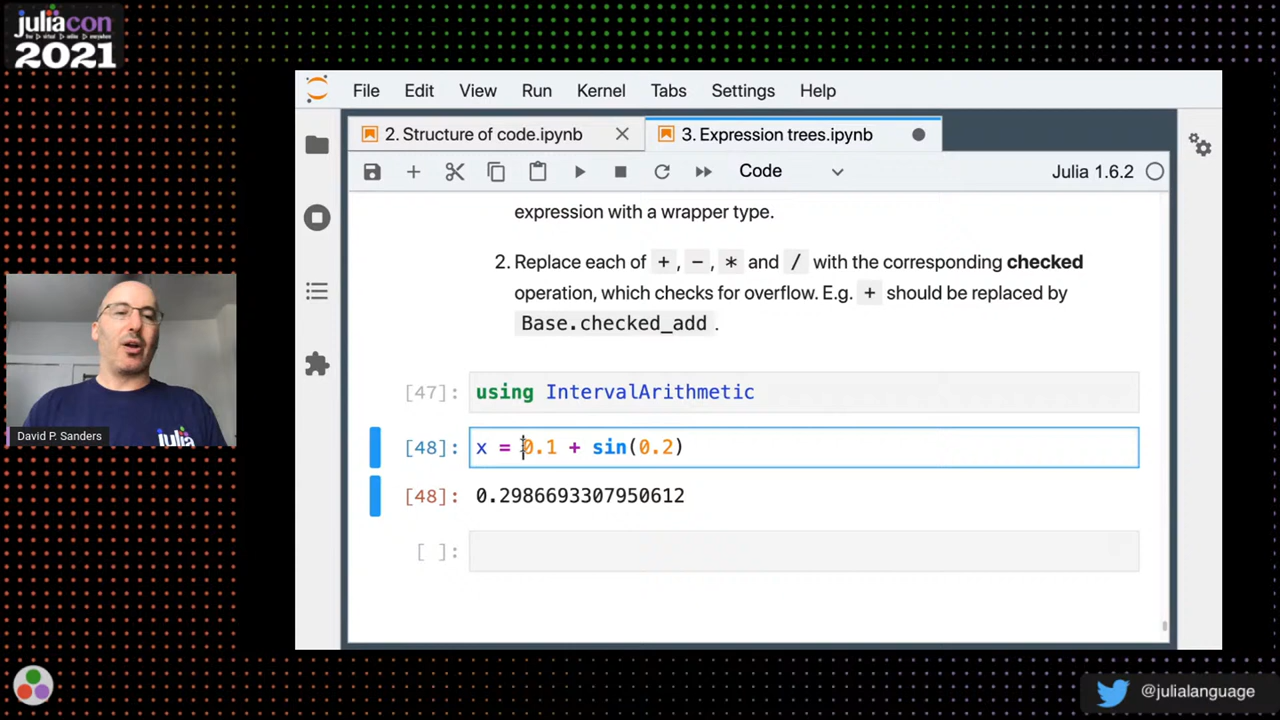 juliacon
2021
File Edit View Run Kernel Tabs Settings Help
2. Structure of code.ipynb
3. Expression trees.ipynb
Code
Julia 1.6.2
expression with a wrapper type.
2. Replace each of + , - , * and / with the corresponding checked
operation, which checks for overflow. E.g. + should be replaced by
Base.checked_add .
[47]: using IntervalArithmetic
[48]: x = 0.1 + sin(0.2)
[48]: 0.2986693307950612
[ ]:
David P. Sanders
julia
@julialanguage